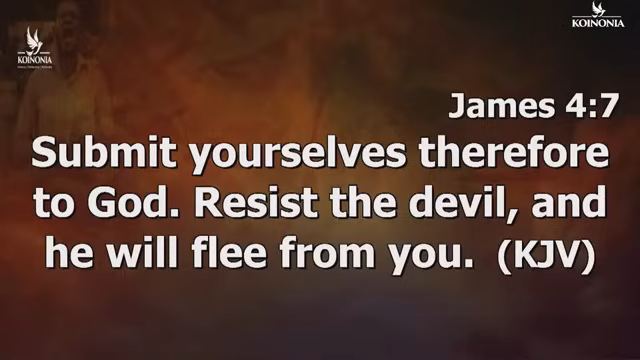 KOINONIA
KOINONIA
James 4:7
Submit yourselves therefore
to God. Resist the devil, and
he will flee from you. (KJV)